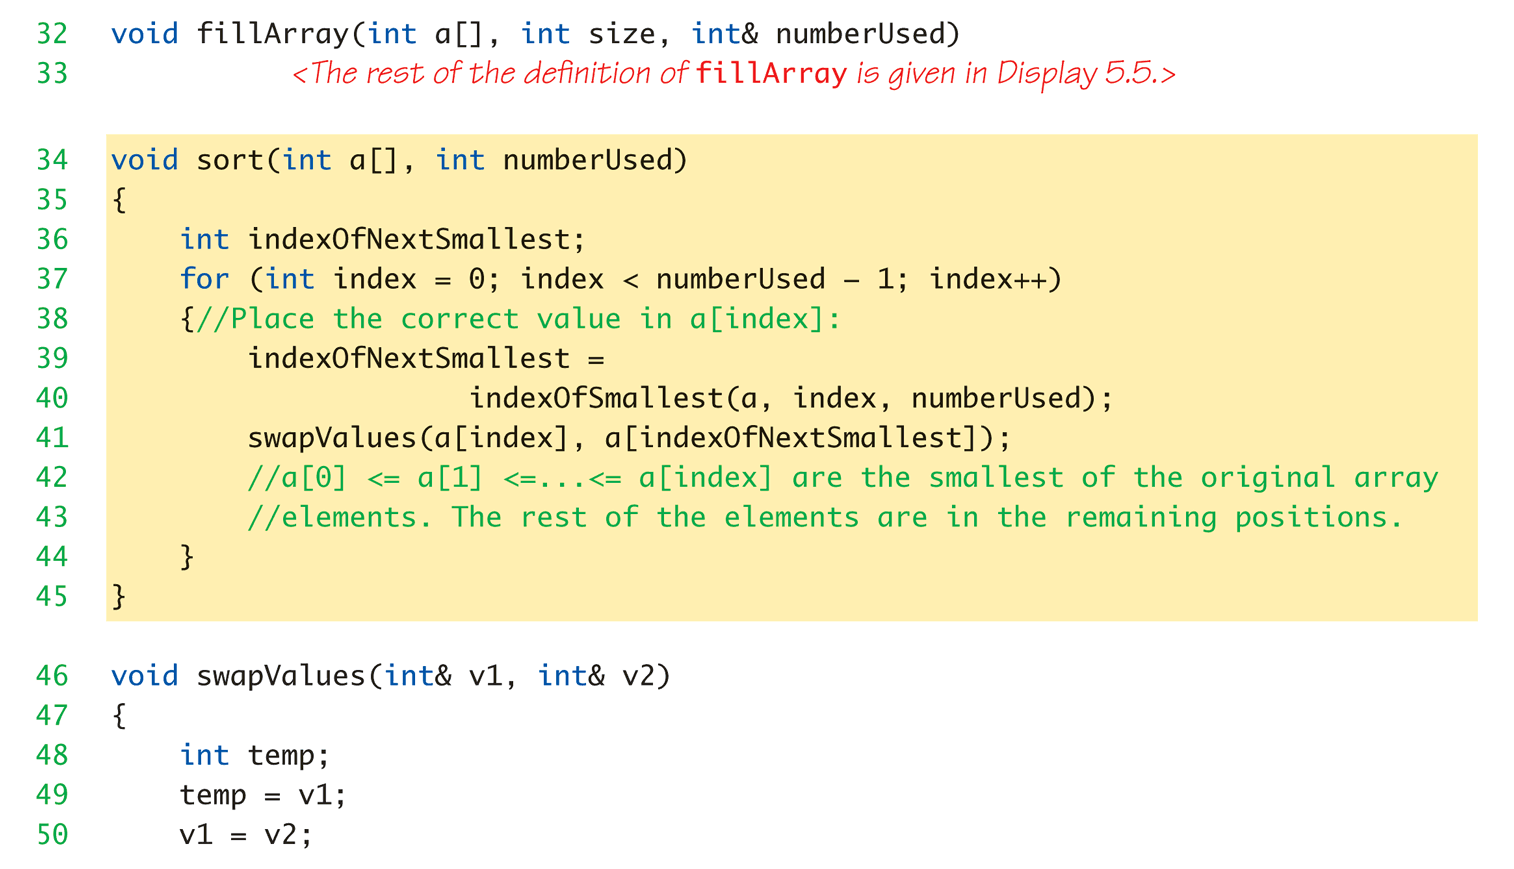 32 void fillArray(int a[], int size, int& numberUsed)
33 <The rest of the definition of fillArray is given in Display 5.5.>
34 void sort(int a[], int numberUsed)
35 {
36 int indexOfNextSmallest;
37 for (int index = 0; index < numberUsed – 1; index++)
38 {//Place the correct value in a[index]:
39 indexOfNextSmallest =
40 indexOfSmallest(a, index, numberUsed);
41 swapValues(a[index], a[indexOfNextSmallest]);
42 //a[0] <= a[1] <=...<= a[index] are the smallest of the original array
43 //elements. The rest of the elements are in the remaining positions.
44 }
45 }
46 void swapValues(int& v1, int& v2)
47 {
48 int temp;
49 temp = v1;
50 v1 = v2;